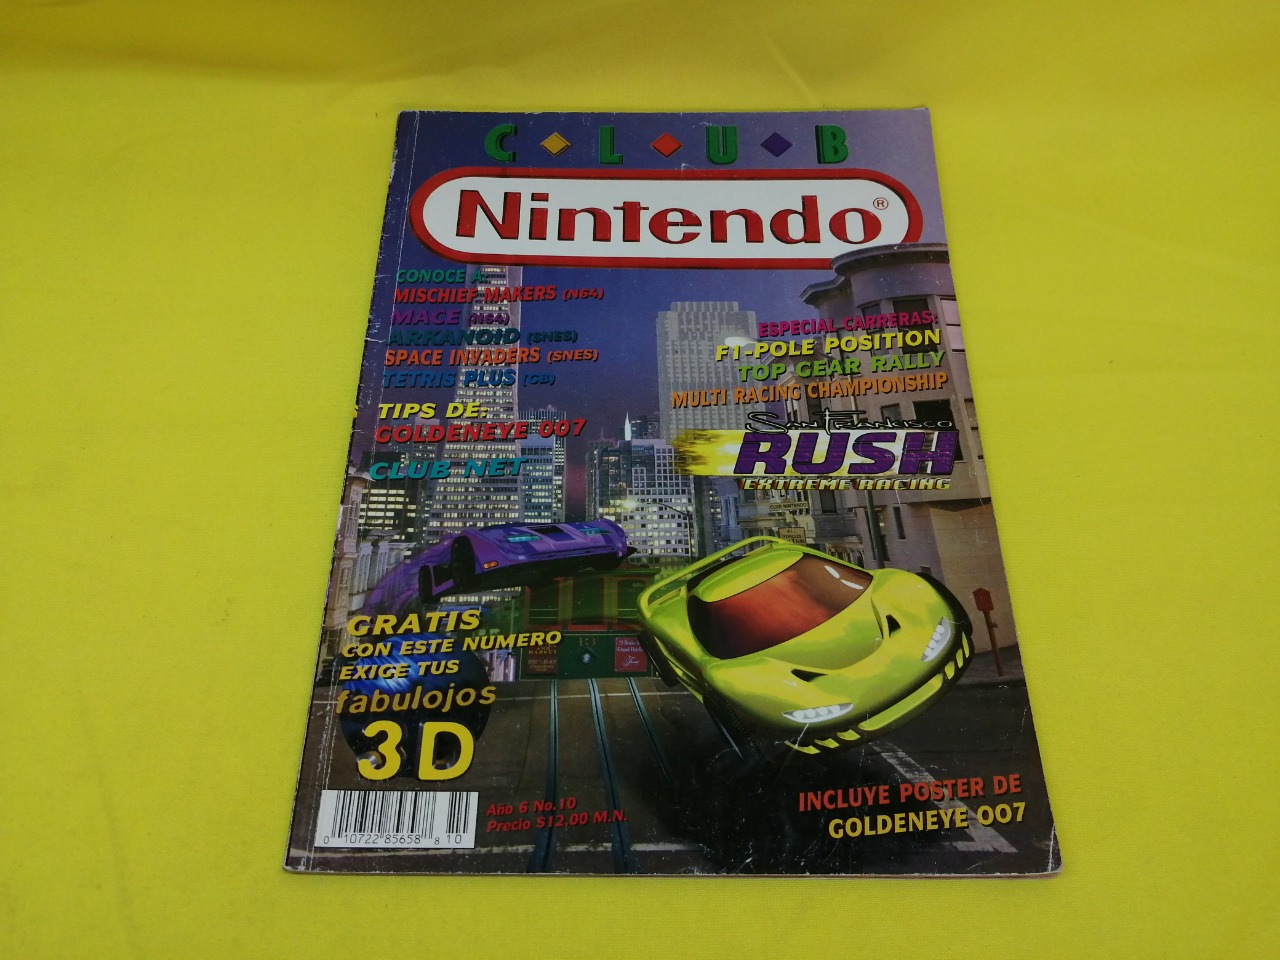 CLUB
Nintendo®
CONOCE A:
MISCHIEF MAKERS (N64)
MACE (N64)
ARKANOID (SNES)
SPACE INVADERS (SNES)
TETRIS PLUS (GB)
TIPS DE:
GOLDENEYE 007
CLUB NET
ESPECIAL CARRERAS:
F1-POLE POSITION
TOP GEAR RALLY
MULTI RACING CHAMPIONSHIP
SAN FRANCISCO
RUSH
EXTREME RACING
CLUB NINTENDO
GRATIS
CON ESTE NUMERO
EXIGE TUS
fabulojos
3D
0 10722 85658 8 10
Año 6 No.10
Precio $12.00 M.N.
INCLUYE POSTER DE
GOLDENEYE 007